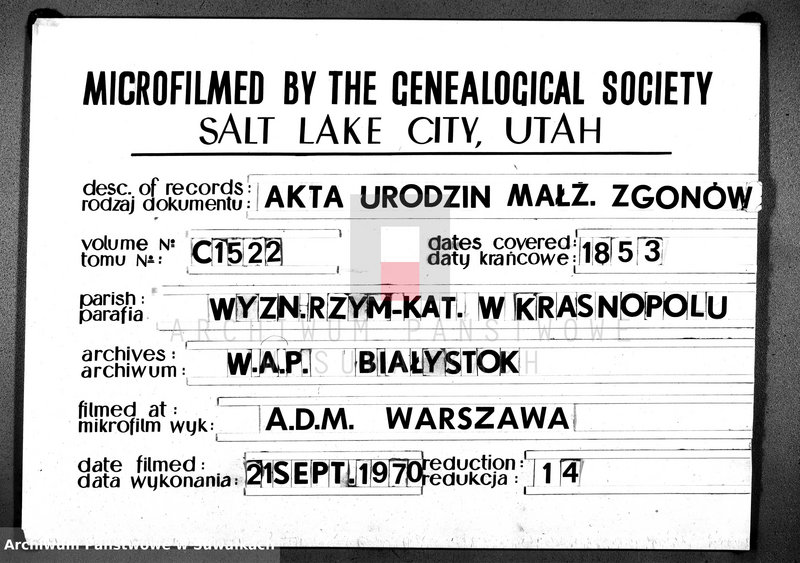 MICROFILMED BY THE GENEALOGICAL SOCIETY
SALT LAKE CITY, UTAH
desc. of records:
rodzaj dokumentu:
AKTA URODZIN MAŁŻ. ZGONÓW
volume №
tomu №:
C1522
dates covered:
daty krańcowe:
1853
parish:
parafia
WYZN.RZYM-KAT. W KRASNOPOLU
ARCHIWUM PAŃSTWOWE
archives:
archiwum:
W.A.P. BIAŁYSTOK
filmed at:
mikrofilm wyk:
A.D.M. WARSZAWA
date filmed:
data wykonania:
21SEPT.1970
reduction:
redukcja:
14
Archiwum Państwowe w Suwałkach